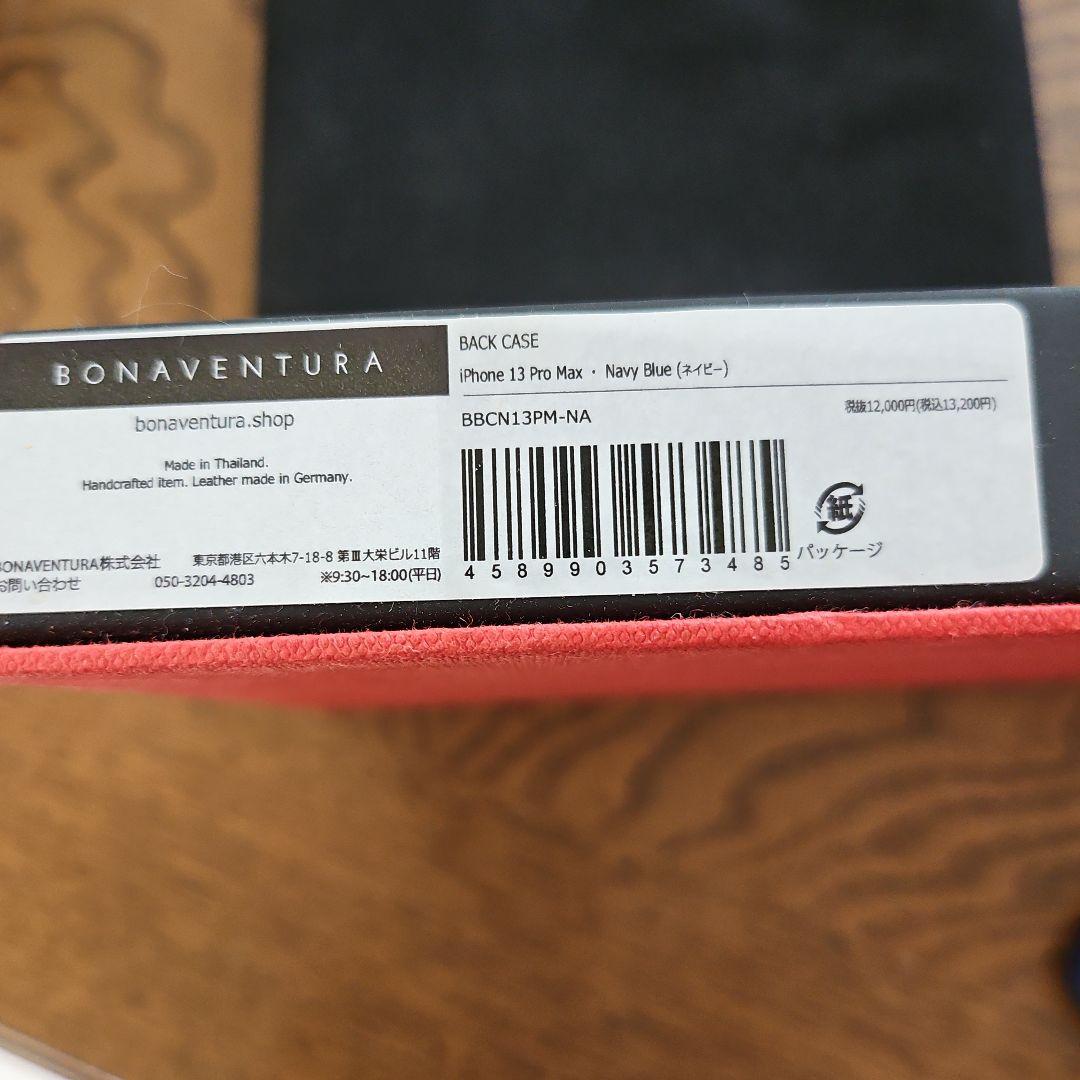 BONAVENTURA
bonaventura.shop
Made in Thailand.
Handcrafted item. Leather made in Germany.
BONAVENTURA株式会社 東京都港区六本木7-18-8 第Ⅲ大栄ビル11階
お問い合わせ 050-3204-4803 ※9:30~18:00(平日)
BACK CASE
iPhone 13 Pro Max ・ Navy Blue (ネイビー)
BBCN13PM-NA
税抜12,000円(税込13,200円)
4589903573485
紙
パッケージ